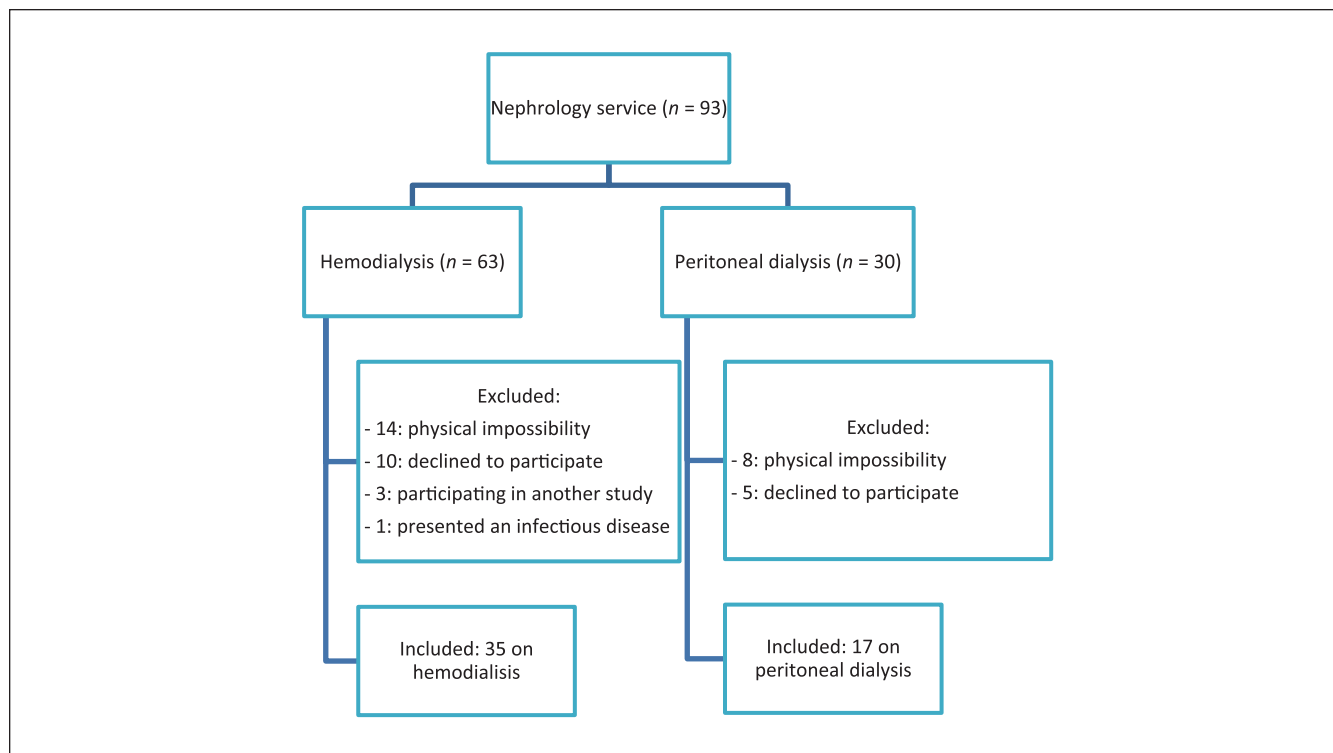 Nephrology service (n = 93)
Hemodialysis (n = 63)
Peritoneal dialysis (n = 30)
Excluded:
- 14: physical impossibility
- 10: declined to participate
- 3: participating in another study
- 1: presented an infectious disease
Excluded:
- 8: physical impossibility
- 5: declined to participate
Included: 35 on
hemodialisis
Included: 17 on
peritoneal dialysis